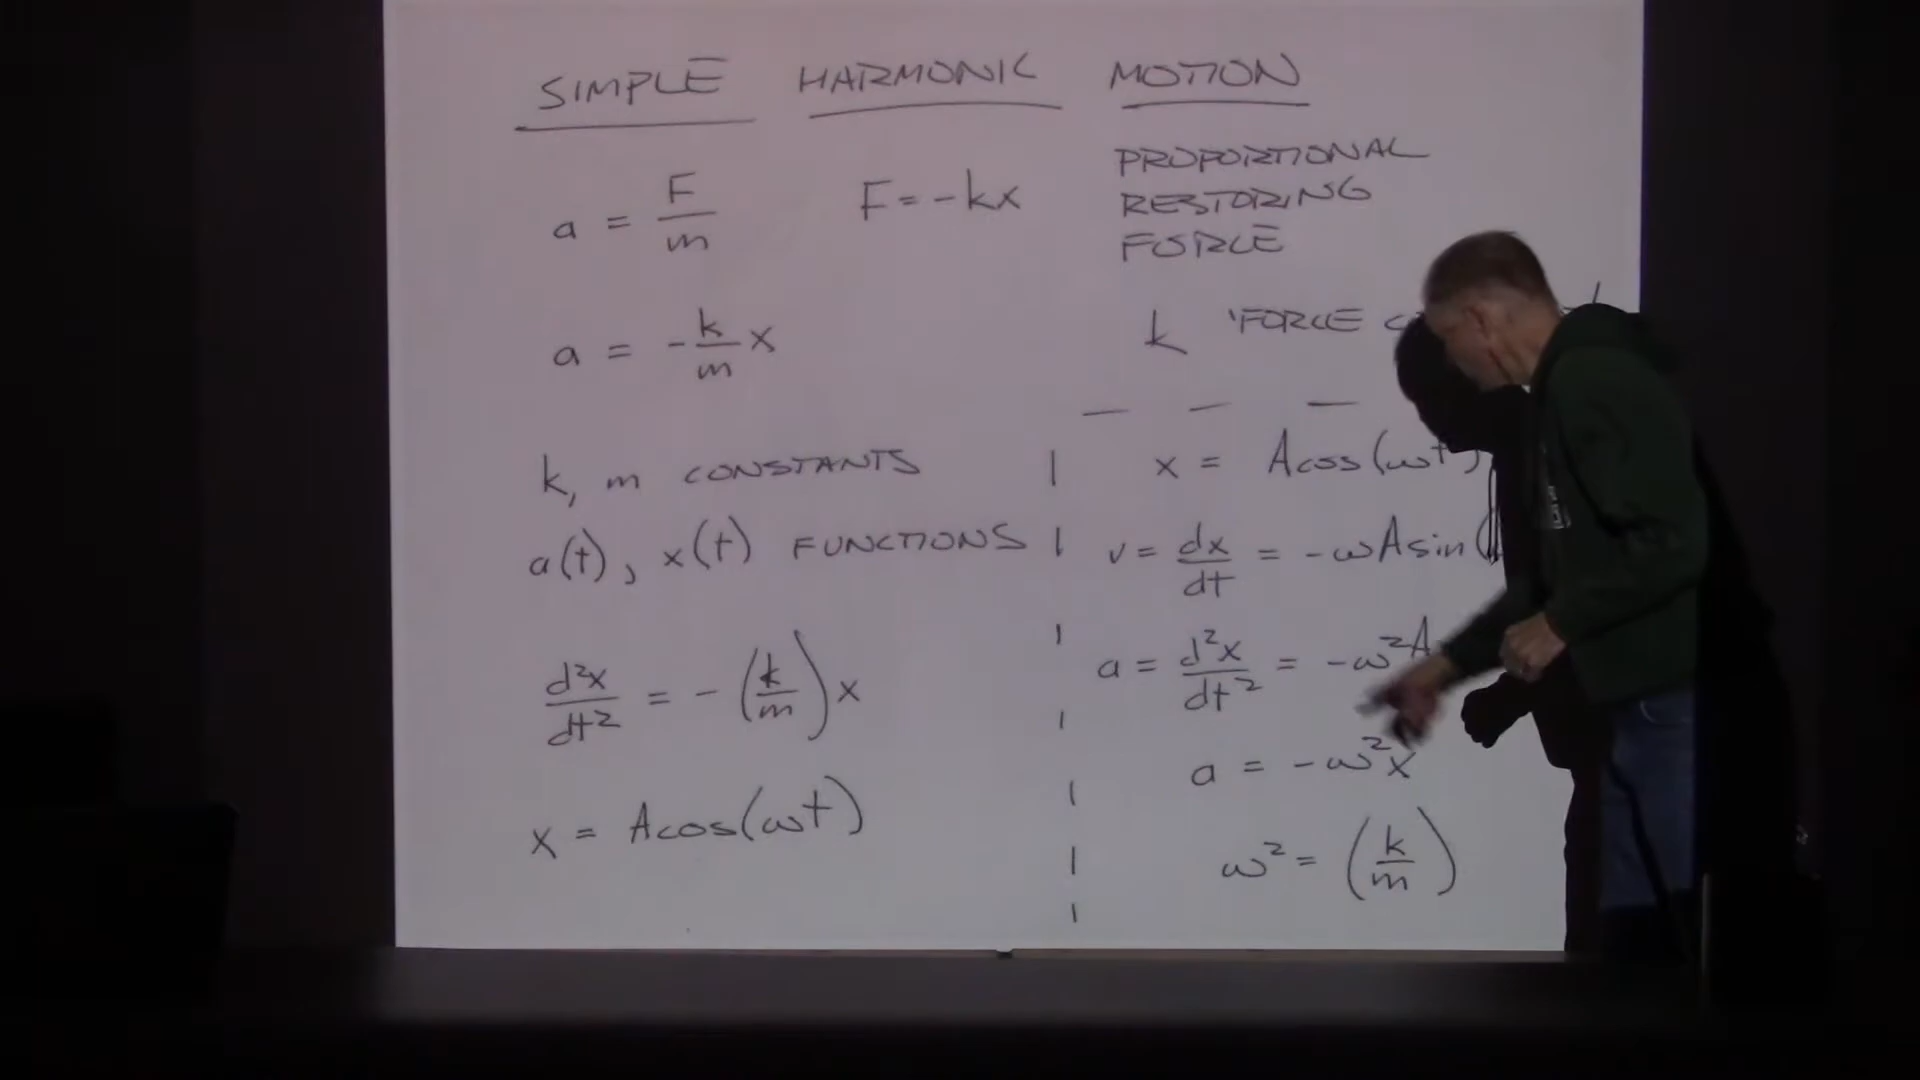 SIMPLE HARMONIC MOTION
a = F/m
F = -kx
PROPORTIONAL
RESTORING
FORCE
a = -k/m x
k 'FORCE
k, m CONSTANTS
a(t), x(t) FUNCTIONS
d²x/dt² = -(k/m)x
x = Acos(ωt)
x = Acos(ωt)
v = dx/dt = -ωAsin(
a = d²x/dt² = -ω²A
a = -ω²x
ω² = (k/m)